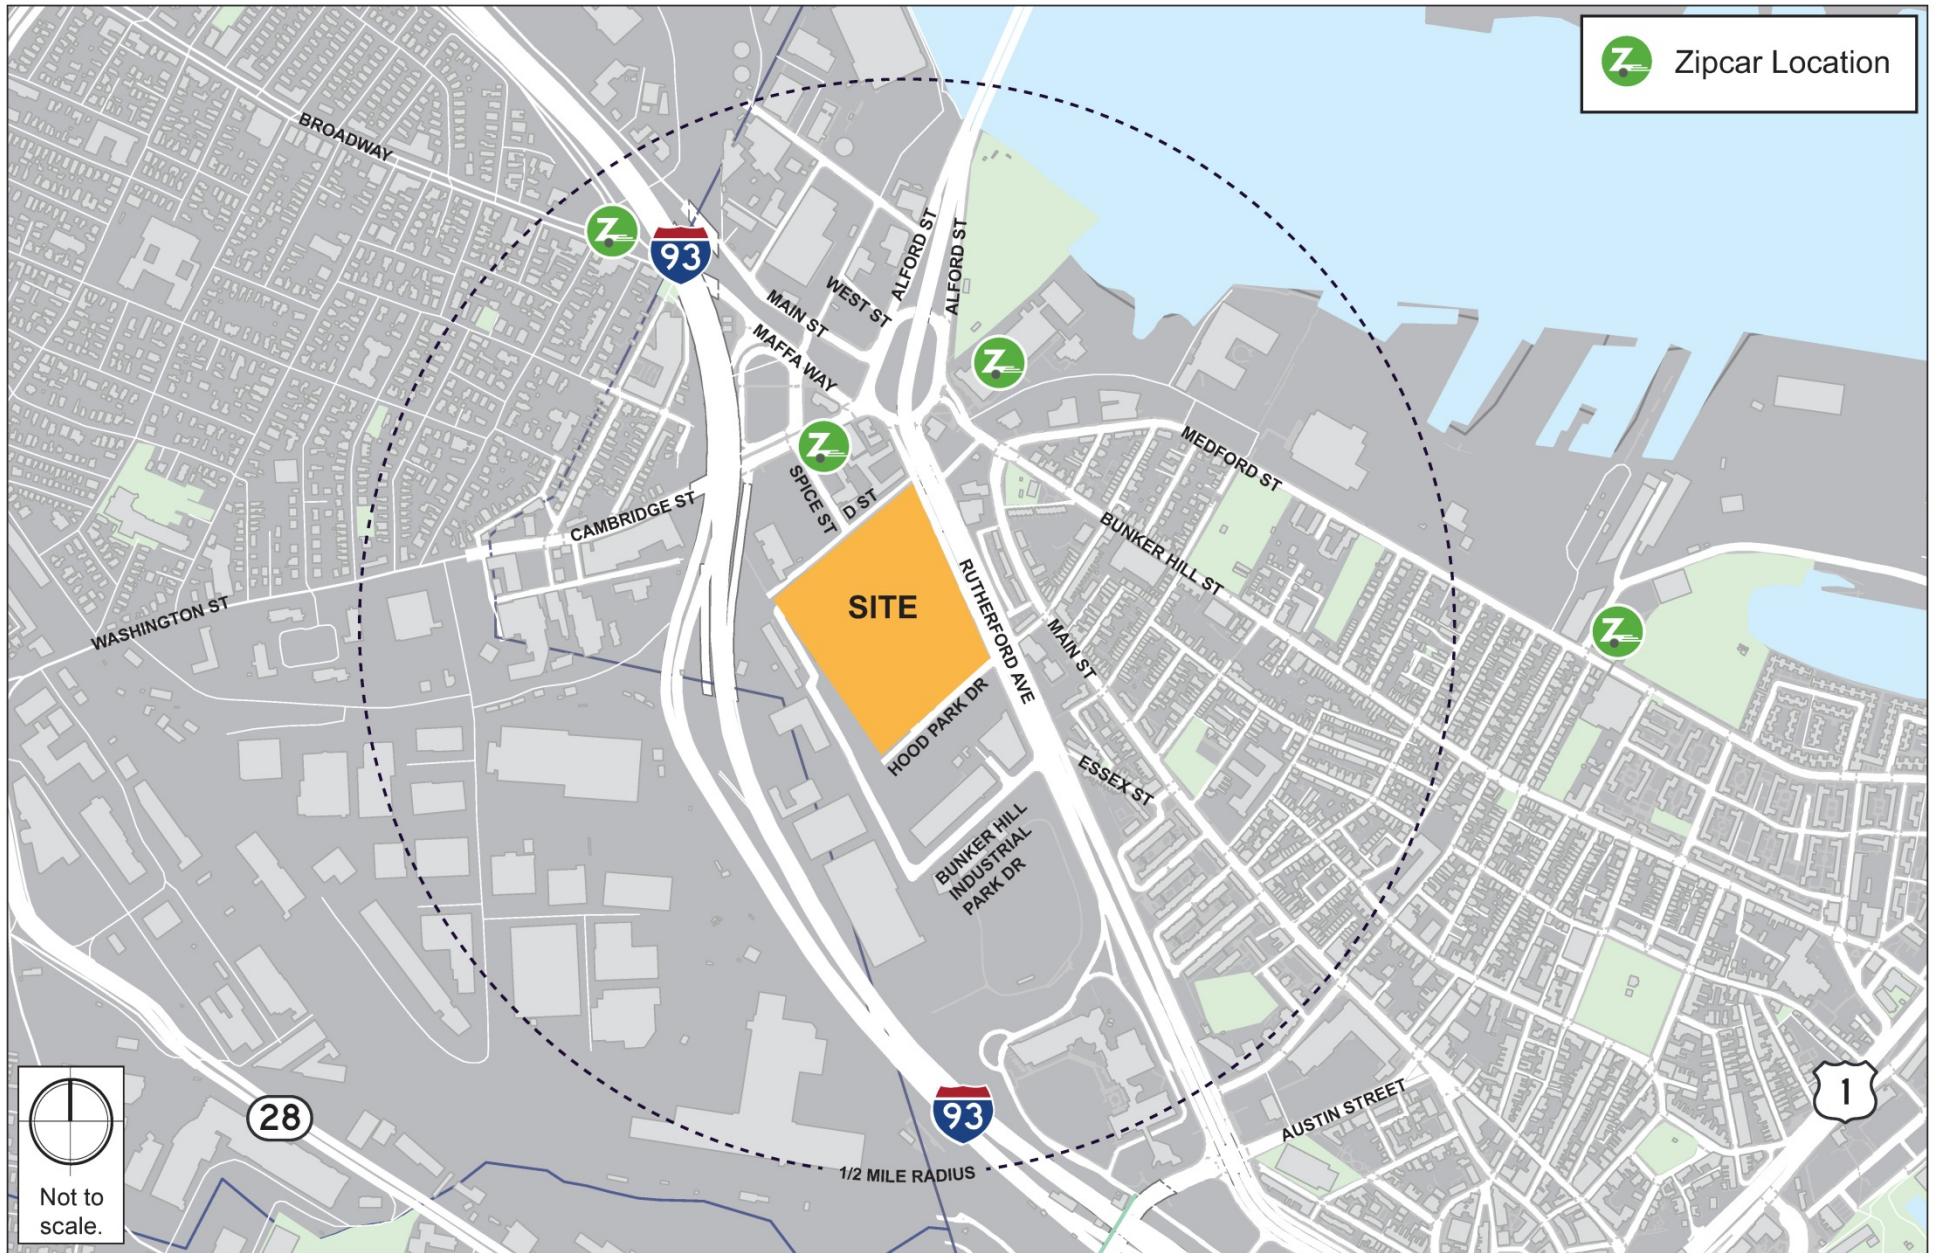 Z Zipcar Location
BROADWAY
Z
93
ALFORD ST
ALFORD ST
WEST ST
MAIN ST
MAFFA WAY
Z
Z
MEDFORD ST
SPICE ST
D ST
CAMBRIDGE ST
BUNKER HILL ST
WASHINGTON ST
SITE
RUTHERFORD AVE
MAIN ST
Z
HOOD PARK DR
ESSEX ST
BUNKER HILL
INDUSTRIAL
PARK DR
28
93
1
AUSTIN STREET
1/2 MILE RADIUS
Not to
scale.